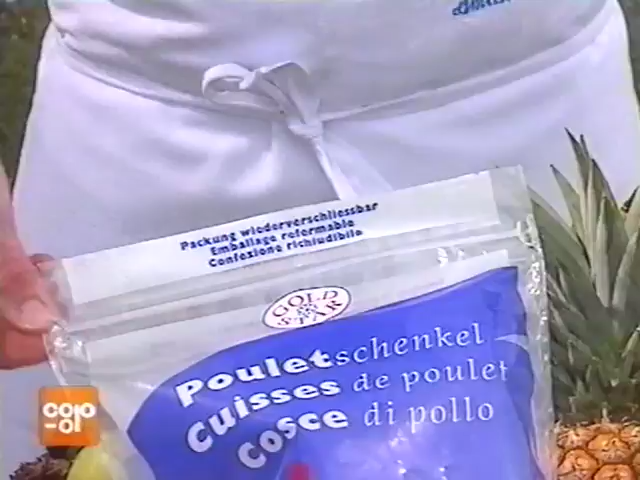 Packung wiederverschliessbar
Emballage refermable
Confezione richiudibile
GOLD
STAR
Pouletschenkel
Cuisses de poulet
Cosce di pollo